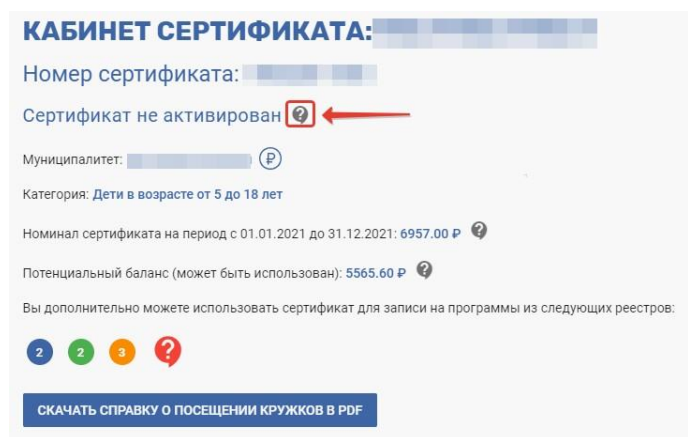 КАБИНЕТ СЕРТИФИКАТА:
Номер сертификата:
Сертификат не активирован ?
Муниципалитет: ₽
Категория: Дети в возрасте от 5 до 18 лет
Номинал сертификата на период с 01.01.2021 до 31.12.2021: 6957.00 ₽ ?
Потенциальный баланс (может быть использован): 5565.60 ₽ ?
Вы дополнительно можете использовать сертификат для записи на программы из следующих реестров:
2 2 3 ?
СКАЧАТЬ СПРАВКУ О ПОСЕЩЕНИИ КРУЖКОВ В PDF